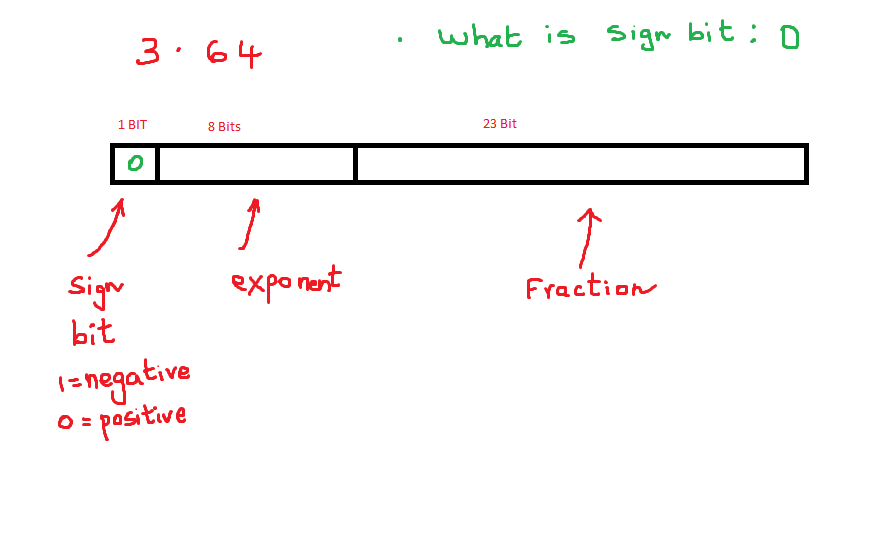 3.64
. what is sign bit : 0
1 BIT
8 Bits
23 Bit
0
sign
bit
1=negative
0=positive
exponent
Fraction